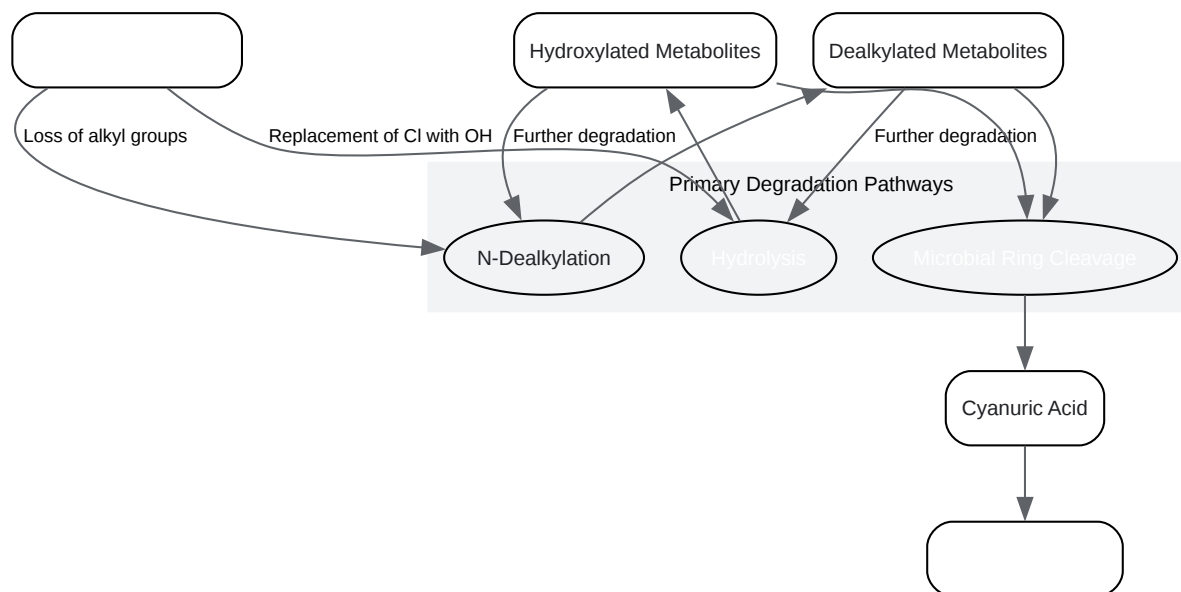 Hydroxylated Metabolites
Dealkylated Metabolites
Loss of alkyl groups
Replacement of Cl with OH
Further degradation
Further degradation
Primary Degradation Pathways
N-Dealkylation
Hydrolysis
Microbial Ring Cleavage
Cyanuric Acid